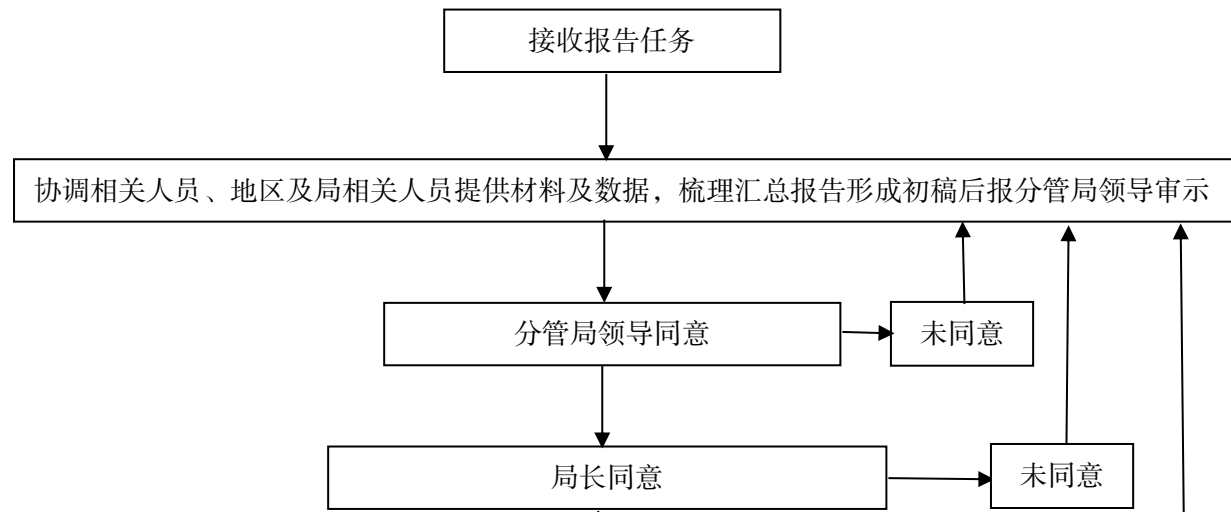 接收报告任务
协调相关人员、地区及局相关人员提供材料及数据，梳理汇总报告形成初稿后报分管局领导审示
分管局领导同意
未同意
局长同意
未同意